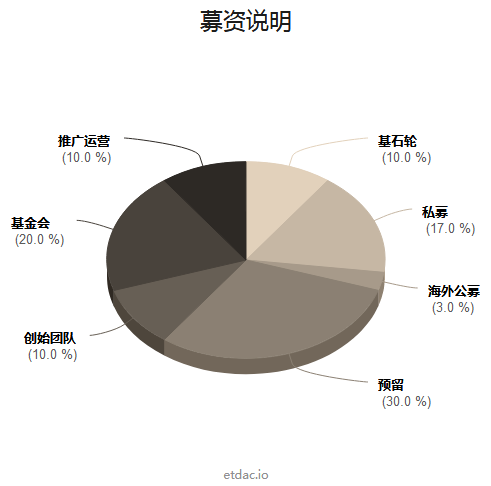 募资说明
推广运营
(10.0 %)
基石轮
(10.0 %)
基金会
(20.0 %)
私募
(17.0 %)
海外公募
(3.0 %)
创始团队
(10.0 %)
预留
(30.0 %)
etdac.io